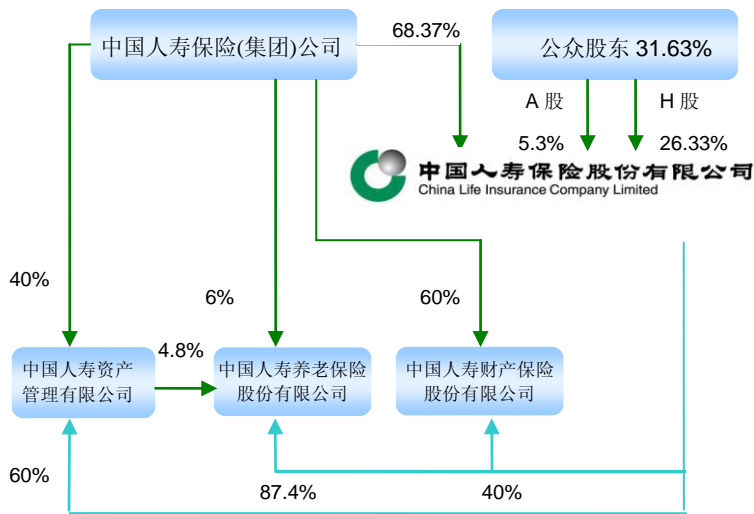 中国人寿保险(集团)公司
68.37%
公众股东 31.63%
A 股
H 股
5.3%
26.33%
中国人寿保险股份有限公司
China Life Insurance Company Limited
40%
6%
60%
中国人寿资产
管理有限公司
4.8%
中国人寿养老保险
股份有限公司
中国人寿财产保险
股份有限公司
60%
87.4%
40%